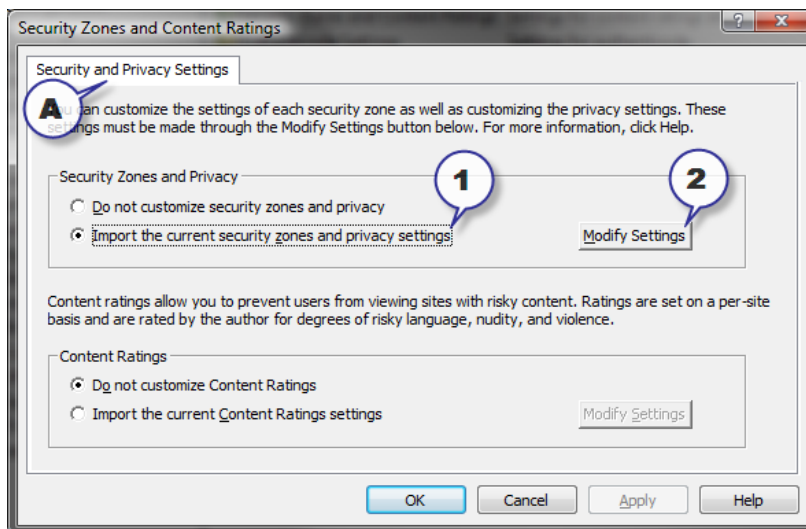 Security Zones and Content Ratings
?
Security and Privacy Settings
A
can customize the settings of each security zone as well as customizing the privacy settings. These
must be made through the Modify Settings button below. For more information, click Help.
Security Zones and Privacy
1
2
Do not customize security zones and privacy
Import the current security zones and privacy settings
Modify Settings
Content ratings allow you to prevent users from viewing sites with risky content. Ratings are set on a per-site
basis and are rated by the author for degrees of risky language, nudity, and violence.
Content Ratings
Do not customize Content Ratings
Import the current Content Ratings settings
Modify Settings
OK
Cancel
Apply
Help